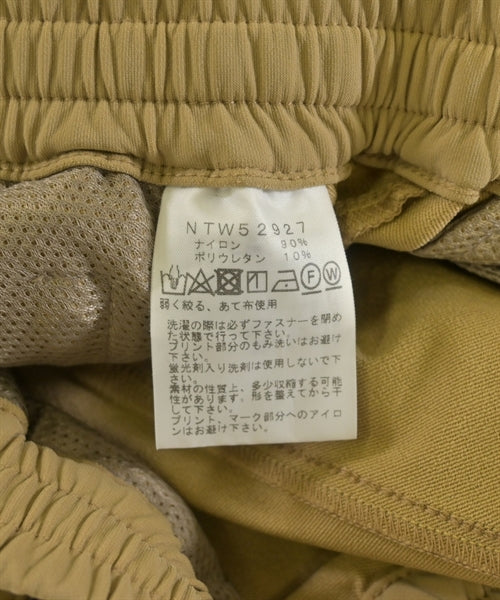 NTW52927
ナイロン 90%
ポリウレタン 10%
F W
弱く絞る、あて布使用
洗濯の際は必ずファスナーを閉め
た状態で行って下さい。
プリント部分のもみ洗いはお避け
下さい。
蛍光剤入り洗剤は使用しないで下
さい。
素材の性質上、多少収縮する可能
性があります。形を整えてから干
して下さい。
プリント、マーク部分へのアイロ
ンはお避け下さい。